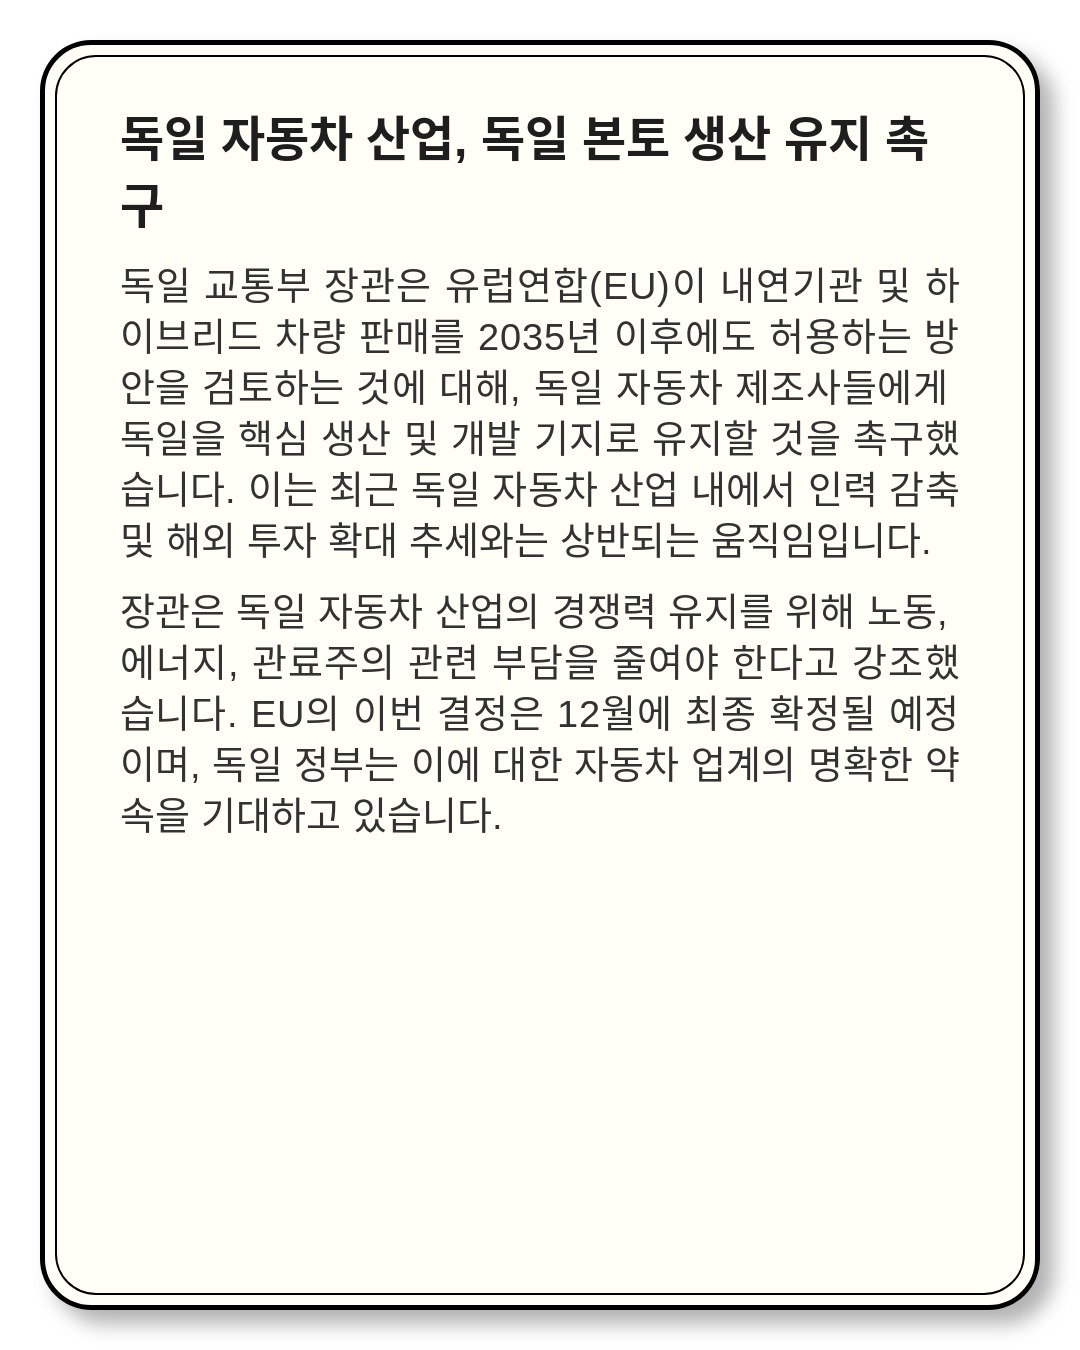 독일 자동차 산업, 독일 본토 생산 유지 촉
구
독일 교통부 장관은 유럽연합(EU)이 내연기관 및 하
이브리드 차량 판매를 2035년 이후에도 허용하는 방
안을 검토하는 것에 대해, 독일 자동차 제조사들에게
독일을 핵심 생산 및 개발 기지로 유지할 것을 촉구했
습니다. 이는 최근 독일 자동차 산업 내에서 인력 감축
및 해외 투자 확대 추세와는 상반되는 움직임입니다.
장관은 독일 자동차 산업의 경쟁력 유지를 위해 노동,
에너지, 관료주의 관련 부담을 줄여야 한다고 강조했
습니다. EU의 이번 결정은 12월에 최종 확정될 예정
이며, 독일 정부는 이에 대한 자동차 업계의 명확한 약
속을 기대하고 있습니다.